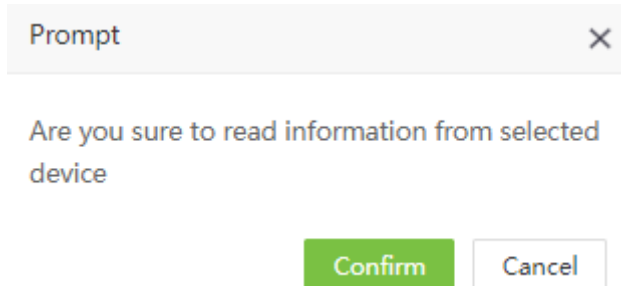 Prompt
Are you sure to read information from selected
device
Confirm Cancel